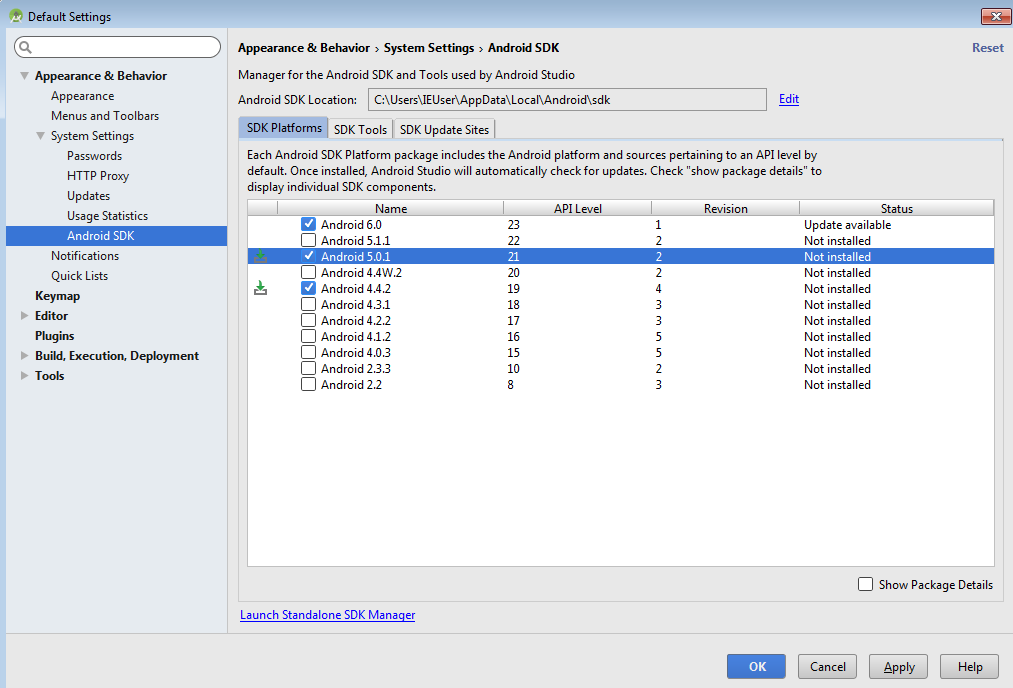 Default Settings
Appearance & Behavior › System Settings › Android SDK
Reset
Appearance & Behavior
Appearance
Menus and Toolbars
System Settings
Passwords
HTTP Proxy
Updates
Usage Statistics
Android SDK
Notifications
Quick Lists
Keymap
Editor
Plugins
Build, Execution, Deployment
Tools
Manager for the Android SDK and Tools used by Android Studio
Android SDK Location: C:\Users\IEUser\AppData\Local\Android\sdk Edit
SDK Platforms SDK Tools SDK Update Sites
Each Android SDK Platform package includes the Android platform and sources pertaining to an API level by
default. Once installed, Android Studio will automatically check for updates. Check "show package details" to
display individual SDK components.
Name API Level Revision Status
Android 6.0 23 1 Update available
Android 5.1.1 22 2 Not installed
Android 5.0.1 21 2 Not installed
Android 4.4W.2 20 2 Not installed
Android 4.4.2 19 4 Not installed
Android 4.3.1 18 3 Not installed
Android 4.2.2 17 3 Not installed
Android 4.1.2 16 5 Not installed
Android 4.0.3 15 5 Not installed
Android 2.3.3 10 2 Not installed
Android 2.2 8 3 Not installed
Show Package Details
Launch Standalone SDK Manager
OK Cancel Apply Help